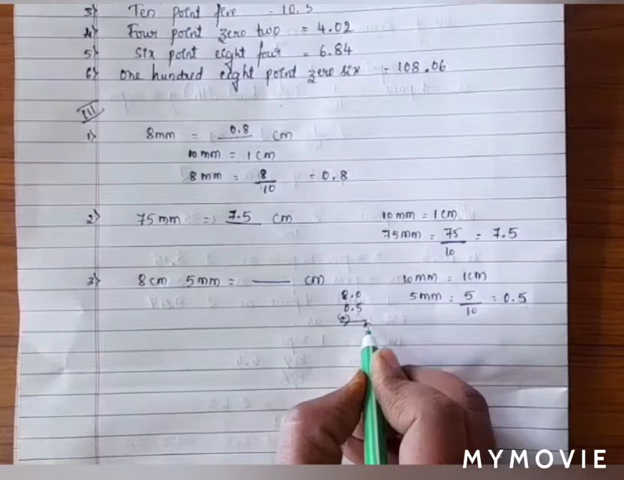 3) Ten point five = 10.5
4) Four point zero two = 4.02
5) Six point eight four = 6.84
6) One hundred eight point zero six = 108.06
III
1) 8mm = 0.8 cm
10 mm = 1 cm
8 mm = 8/10 = 0.8
2) 75 mm = 7.5 cm
10 mm = 1 cm
75 mm = 75/10 = 7.5
3) 8 cm 5 mm = ____ cm
10 mm = 1 cm
5 mm = 5/10 = 0.5
8.0
0.5
MYMOVIE